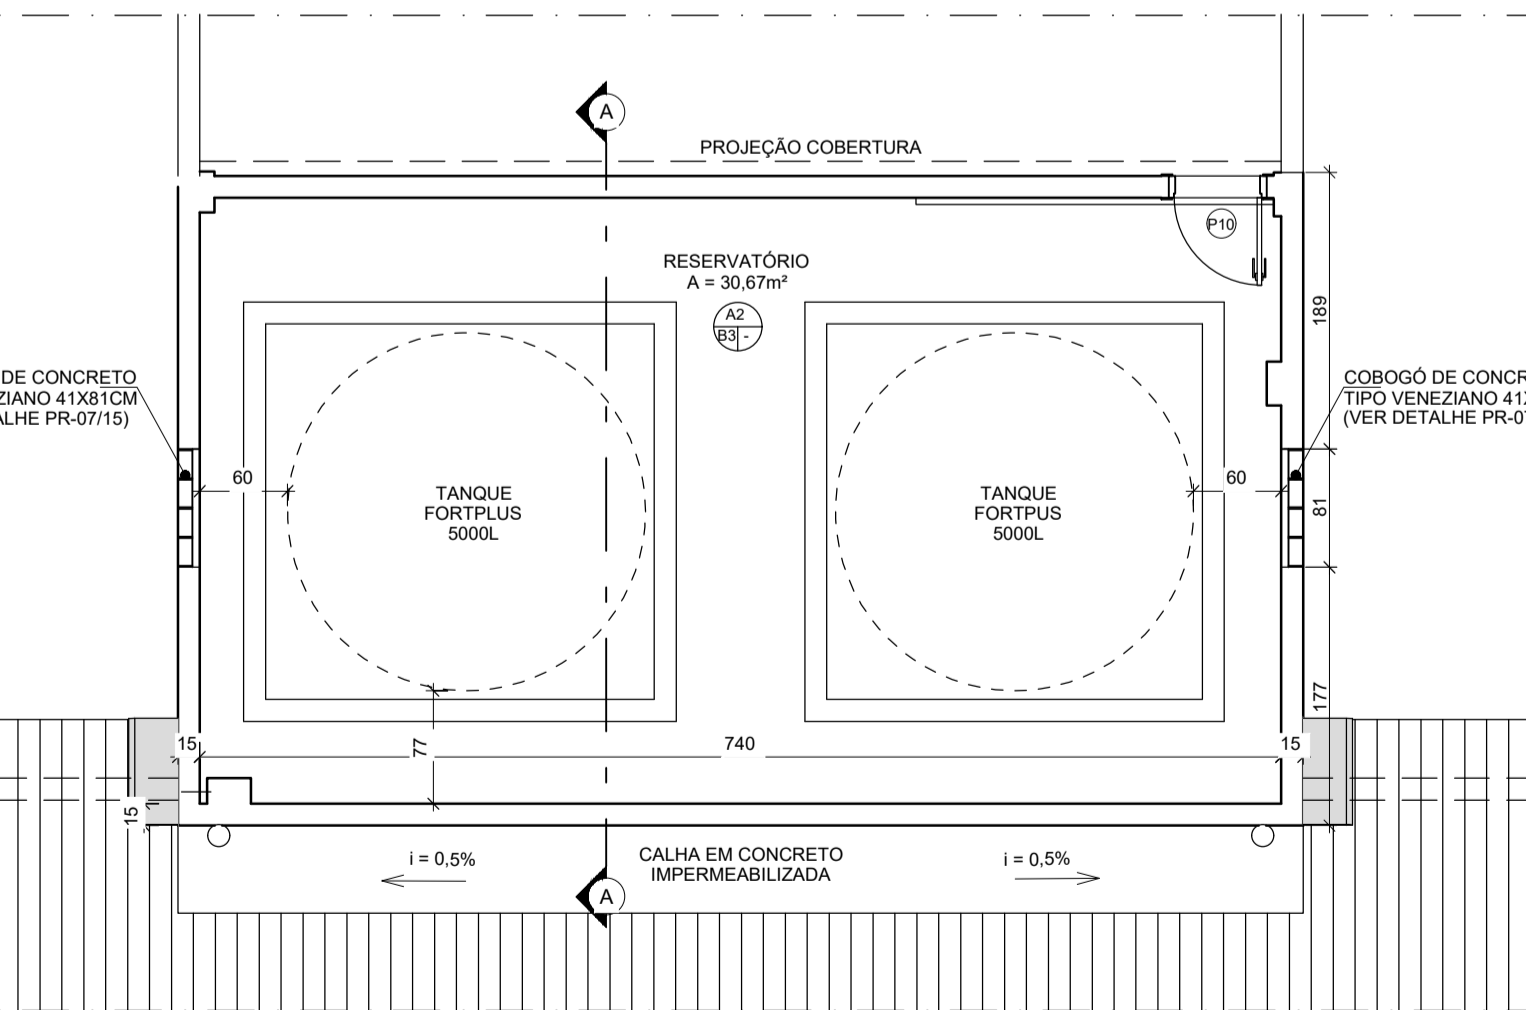 A
PROJEÇÃO COBERTURA
P10
RESERVATÓRIO
A = 30,67m²
A2
B3 -
189
DE CONCRETO
ZIANO 41X81CM
ALHE PR-07/15)
COBOGÓ DE CONCR
TIPO VENEZIANO 41
(VER DETALHE PR-0
60
60
TANQUE
FORTPLUS
5000L
TANQUE
FORTPUS
5000L
81
177
15
77
740
15
15
i = 0,5%
CALHA EM CONCRETO
IMPERMEABILIZADA
i = 0,5%
A